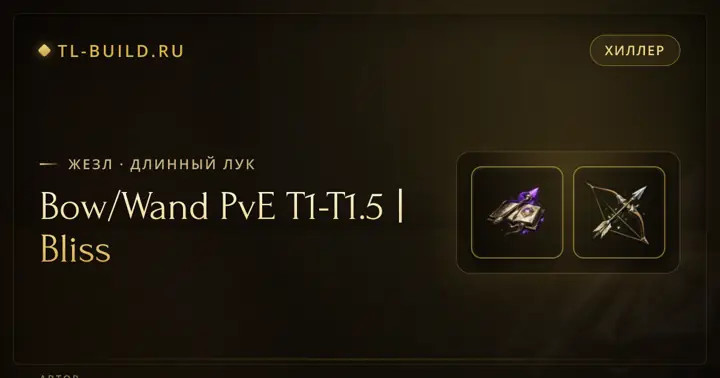 TL-BUILD.RU
ХИЛЛЕР
ЖЕЗЛ · ДЛИННЫЙ ЛУК
Bow/Wand PvE T1-T1.5 |
Bliss